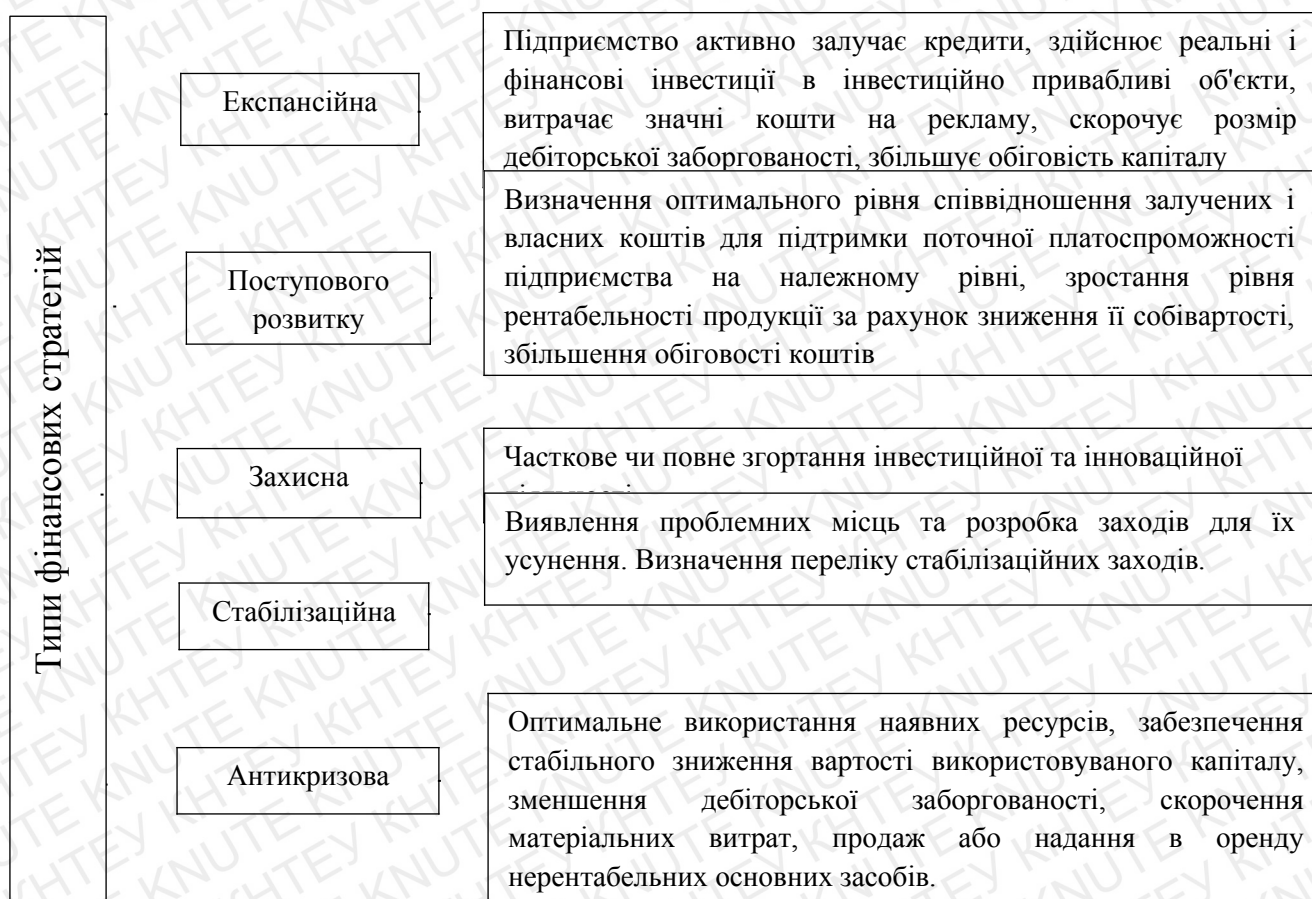 Типи фінансових стратегій
Експансійна
Підприємство активно залучає кредити, здійснює реальні і
фінансові інвестиції в інвестиційно привабливі об'єкти,
витрачає значні кошти на рекламу, скорочує розмір
дебіторської заборгованості, збільшує обіговість капіталу
Поступового
розвитку
Визначення оптимального рівня співвідношення залучених і
власних коштів для підтримки поточної платоспроможності
підприємства на належному рівні, зростання рівня
рентабельності продукції за рахунок зниження її собівартості,
збільшення обіговості коштів
Захисна
Часткове чи повне згортання інвестиційної та інноваційної
Стабілізаційна
Виявлення проблемних місць та розробка заходів для їх
усунення. Визначення переліку стабілізаційних заходів.
Антикризова
Оптимальне використання наявних ресурсів, забезпечення
стабільного зниження вартості використовуваного капіталу,
зменшення дебіторської заборгованості, скорочення
матеріальних витрат, продаж або надання в оренду
нерентабельних основних засобів.